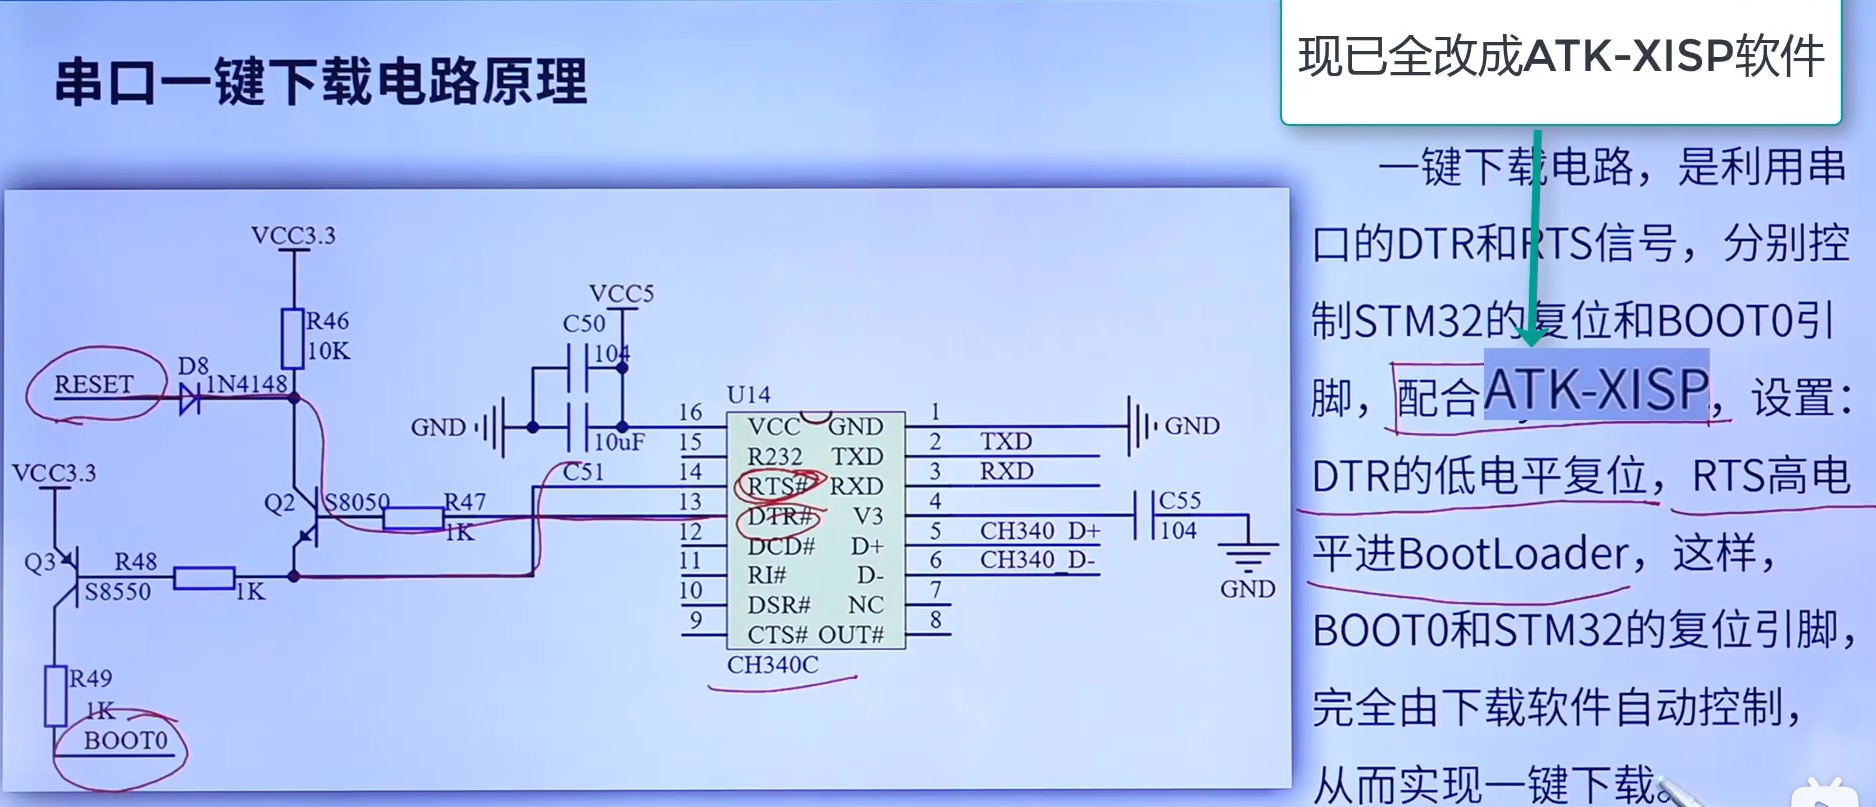 串口一键下载电路原理
现已全改成ATK-XISP软件
一键下载电路，是利用串
口的DTR和RTS信号，分别控
制STM32的复位和BOOT0引
脚，配合ATK-XISP，设置：
DTR的低电平复位，RTS高电
平进BootLoader，这样，
BOOT0和STM32的复位引脚，
完全由下载软件自动控制，
从而实现一键下载。
VCC3.3
R46
10K
RESET
D8
1N4148
VCC3.3
Q2
S8050
R47
1K
Q3
S8550
R48
1K
R49
1K
BOOT0
VCC5
C50
104
GND
10uF
C51
U14
16 VCC GND 1 GND
15 R232 TXD 2 TXD
14 RTS# RXD 3 RXD
13 DTR# V3 4
12 DCD# D+ 5 CH340_D+
11 RI# D- 6 CH340_D-
10 DSR# NC 7
9 CTS# OUT# 8
CH340C
C55
104
GND